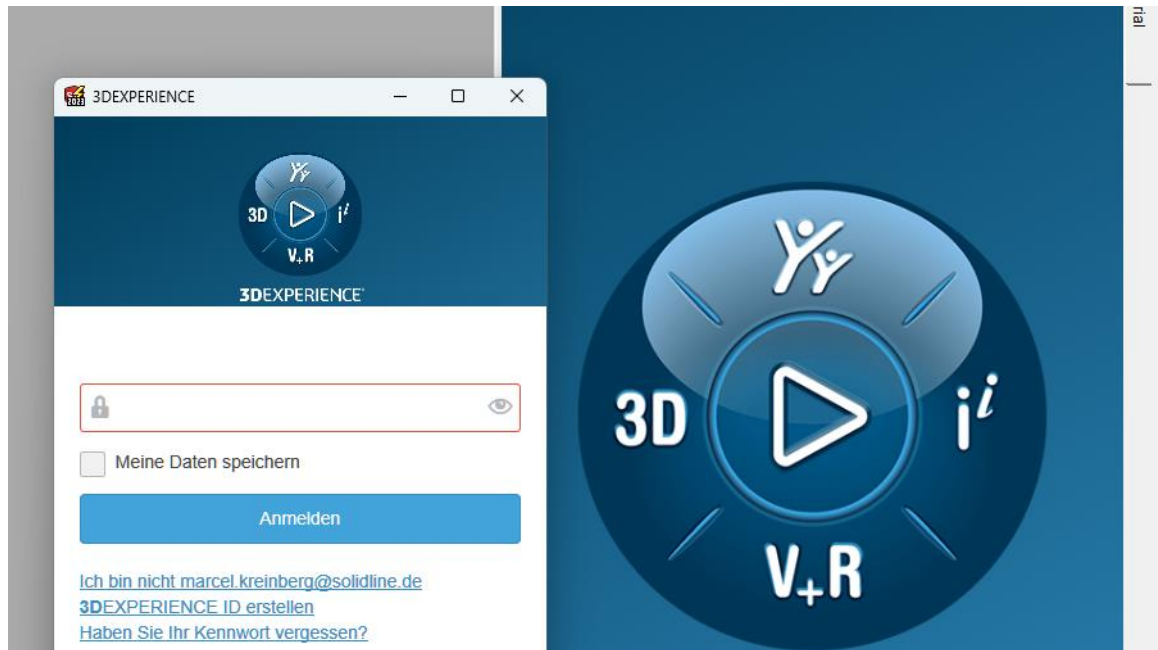 3DEXPERIENCE
2023
3D
i i
V+R
3DEXPERIENCE
Meine Daten speichern
Anmelden
Ich bin nicht marcel.kreinberg@solidline.de
3DEXPERIENCE ID erstellen
Haben Sie Ihr Kennwort vergessen?
3D
i i
V+R
rial